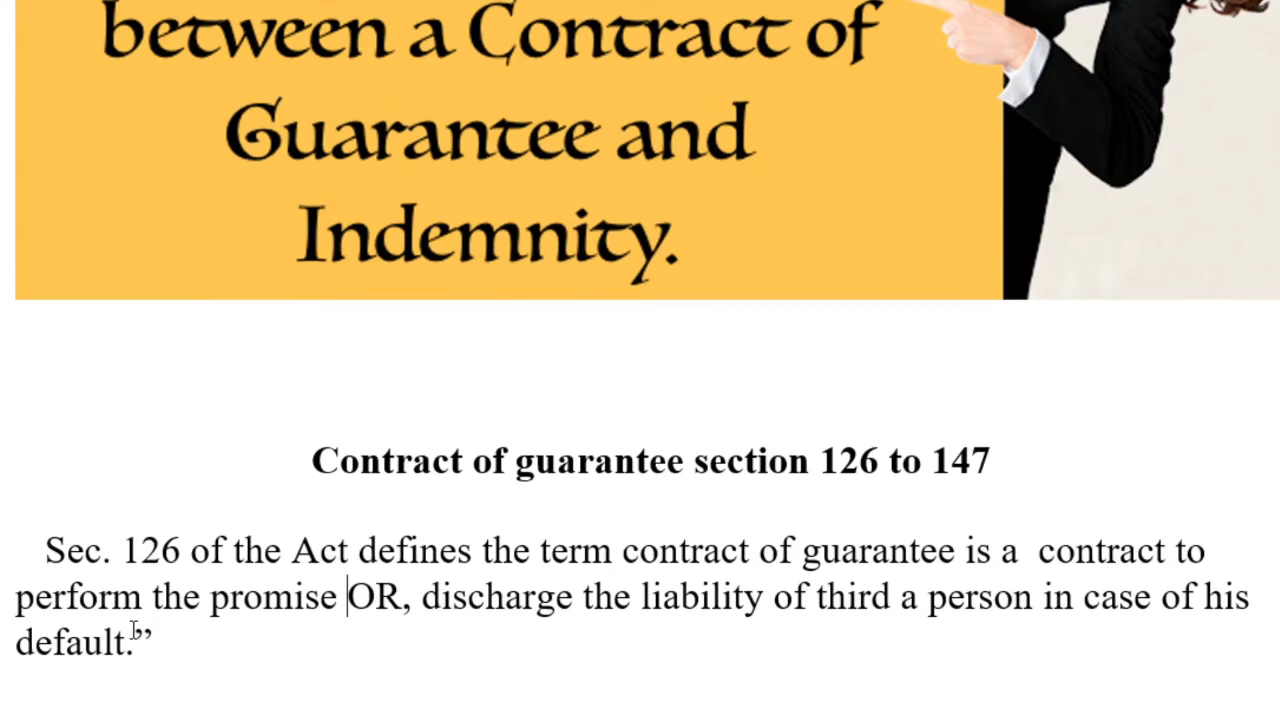 between a Contract of
Guarantee and
Indemnity.
Contract of guarantee section 126 to 147
Sec. 126 of the Act defines the term contract of guarantee is a  contract to
perform the promise OR, discharge the liability of third a person in case of his
default.”